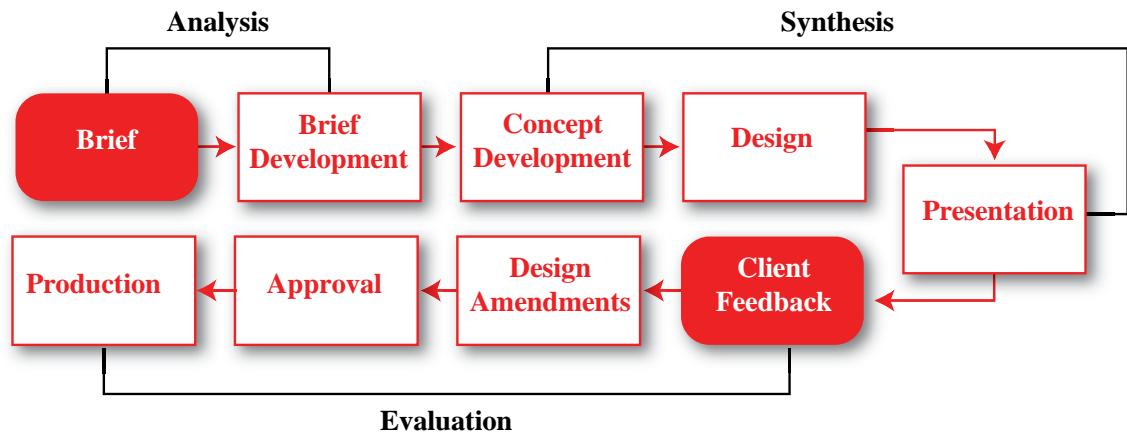 Analysis
Synthesis
Brief
Brief
Development
Concept
Development
Design
Presentation
Production
Approval
Design
Amendments
Client
Feedback
Evaluation